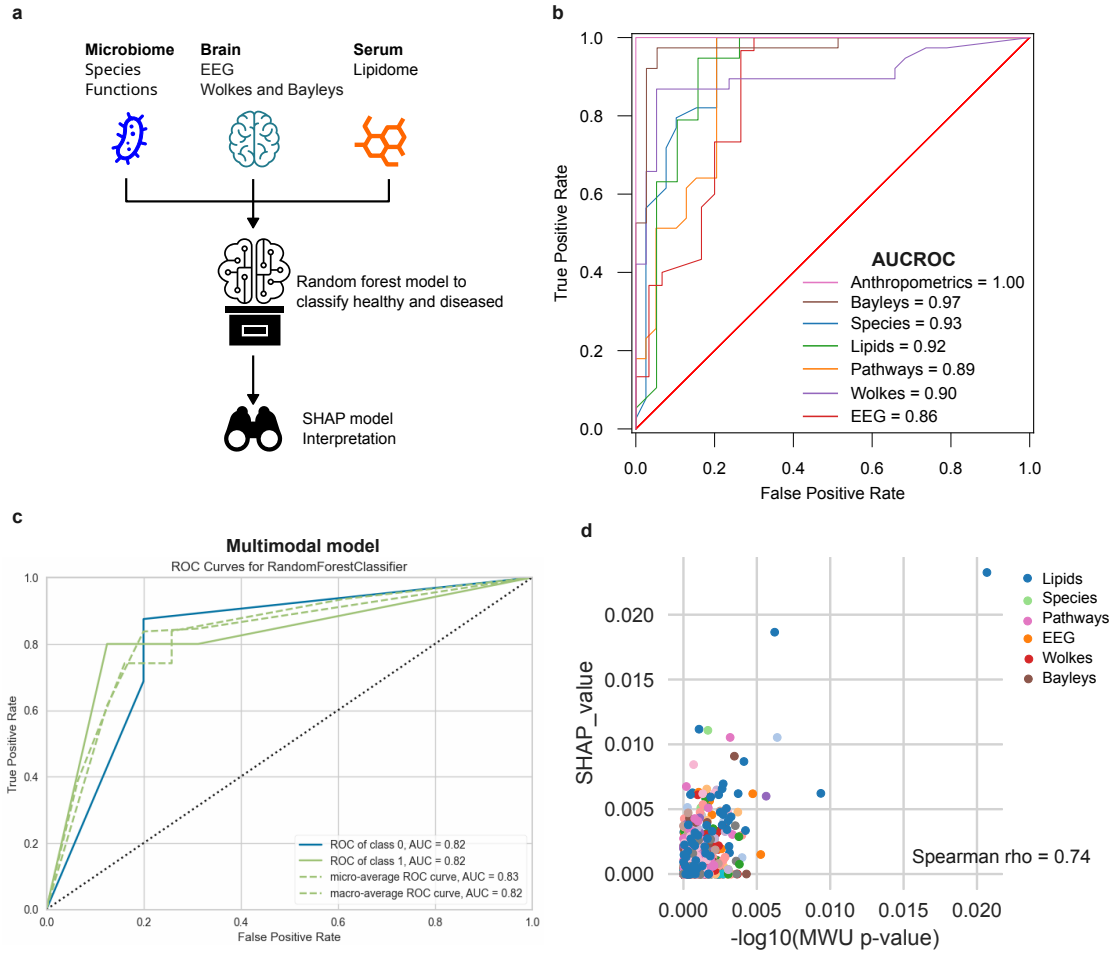 a
Microbiome
Species
Functions
Brain
EEG
Wolkes and Bayleys
Serum
Lipidome
Random forest model to
classify healthy and diseased
SHAP model
Interpretation
b
1.0
0.8
0.6
0.4
0.2
0.0
True Positive Rate
AUCROC
Anthropometrics = 1.00
Bayleys = 0.97
Species = 0.93
Lipids = 0.92
Pathways = 0.89
Wolkes = 0.90
EEG = 0.86
0.0 0.2 0.4 0.6 0.8 1.0
False Positive Rate
c
Multimodal model
ROC Curves for RandomForestClassifier
1.0
0.8
0.6
0.4
0.2
0.0
True Positive Rate
ROC of class 0, AUC = 0.82
ROC of class 1, AUC = 0.82
micro-average ROC curve, AUC = 0.83
macro-average ROC curve, AUC = 0.82
0.0 0.2 0.4 0.6 0.8 1.0
False Positive Rate
d
0.020
0.015
0.010
0.005
0.000
SHAP_value
Lipids
Species
Pathways
EEG
Wolkes
Bayleys
Spearman rho = 0.74
0.000 0.005 0.010 0.015 0.020
-log10(MWU p-value)